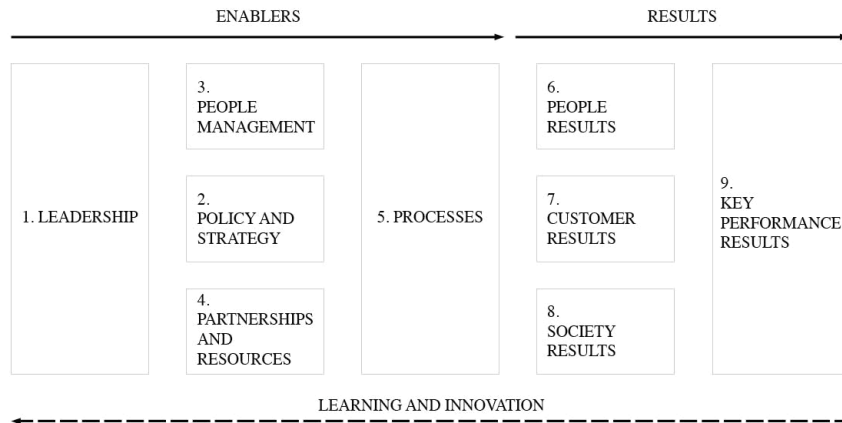 ENABLERS
RESULTS
1. LEADERSHIP
3.
PEOPLE
MANAGEMENT
2.
POLICY AND
STRATEGY
4.
PARTNERSHIPS
AND
RESOURCES
5. PROCESSES
6.
PEOPLE
RESULTS
7.
CUSTOMER
RESULTS
8.
SOCIETY
RESULTS
9.
KEY
PERFORMANCE
RESULTS
LEARNING AND INNOVATION